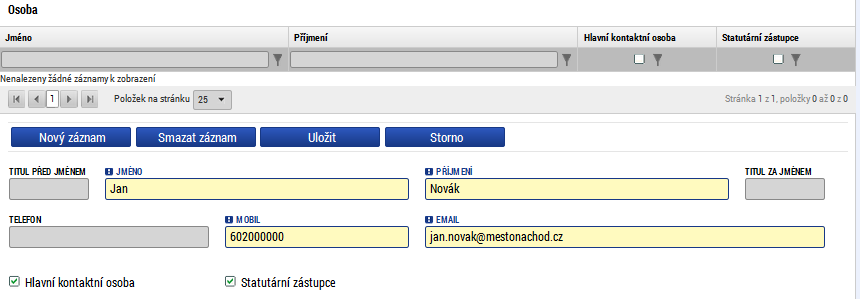 Osoba
Jméno Příjmení Hlavní kontaktní osoba Statutární zástupce
Nenalezeny žádné záznamy k zobrazení
1 Položek na stránku 25 Stránka 1 z 1, položky 0 až 0 z 0
Nový záznam Smazat záznam Uložit Storno
TITUL PŘED JMÉNEM JMÉNO PŘÍJMENÍ TITUL ZA JMÉNEM
Jan Novák
TELEFON MOBIL EMAIL
602000000 jan.novak@mestonachod.cz
Hlavní kontaktní osoba Statutární zástupce